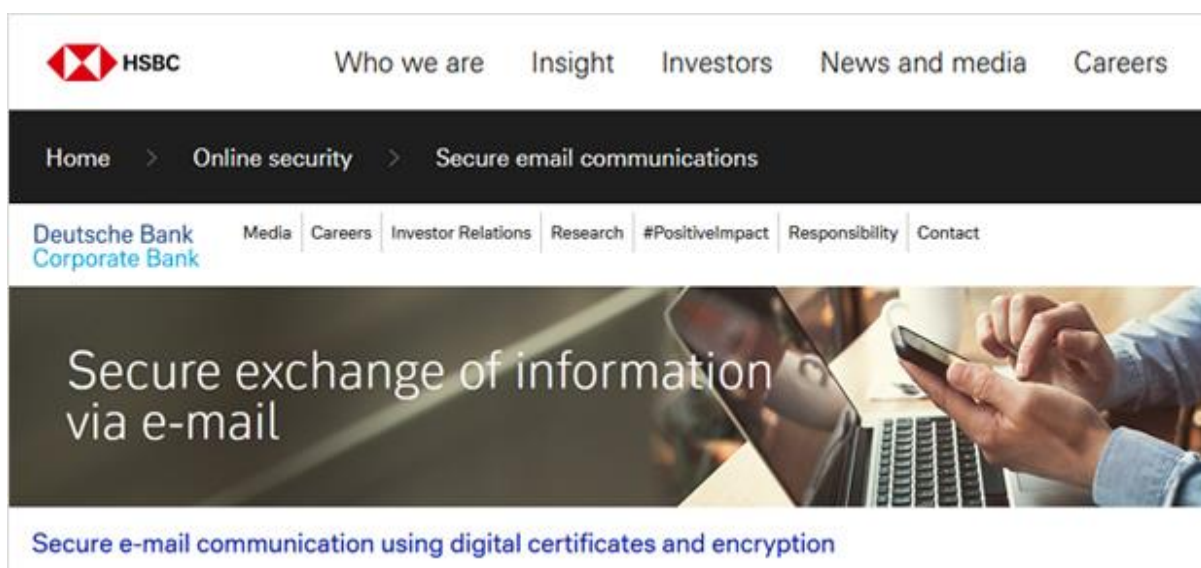 HSBC Who we are Insight Investors News and media Careers
Home > Online security > Secure email communications
Deutsche Bank Media Careers Investor Relations Research #PositiveImpact Responsibility Contact
Corporate Bank
Secure exchange of information
via e-mail
Secure e-mail communication using digital certificates and encryption